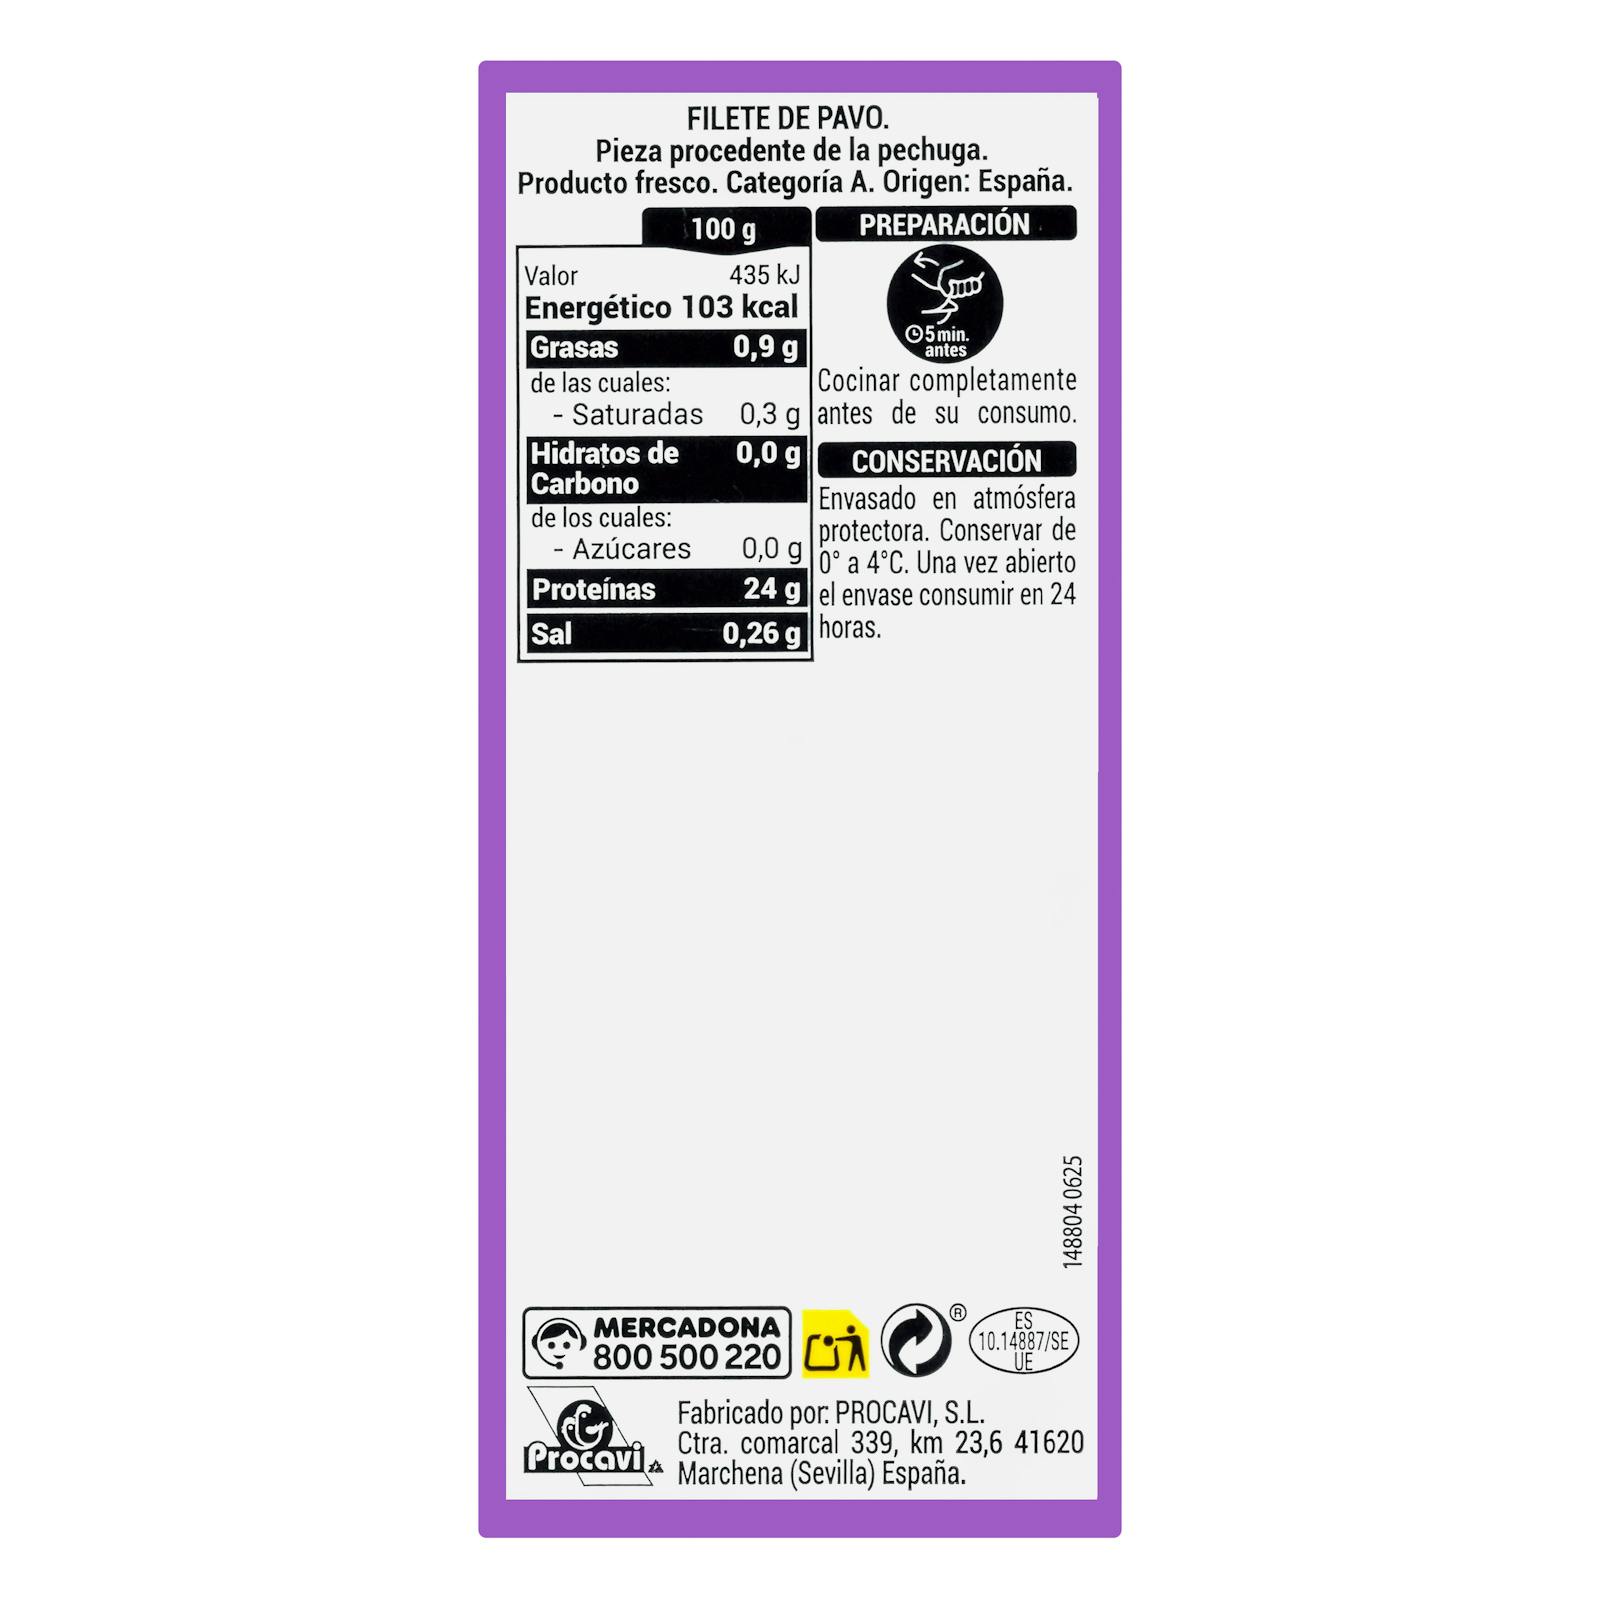 FILETE DE PAVO.
Pieza procedente de la pechuga.
Producto fresco. Categoría A. Origen: España.
100 g
Valor 435 kJ
Energético 103 kcal
Grasas 0,9 g
de las cuales:
- Saturadas 0,3 g
Hidratos de 0,0 g
Carbono
de los cuales:
- Azúcares 0,0 g
Proteínas 24 g
Sal 0,26 g
PREPARACIÓN
5 min.
antes
Cocinar completamente
antes de su consumo.
CONSERVACIÓN
Envasado en atmósfera
protectora. Conservar de
0° a 4°C. Una vez abierto
el envase consumir en 24
horas.
148804 0625
MERCADONA
800 500 220
®
ES
10.14887/SE
UE
Procavi
Fabricado por: PROCAVI, S.L.
Ctra. comarcal 339, km 23,6 41620
Marchena (Sevilla) España.